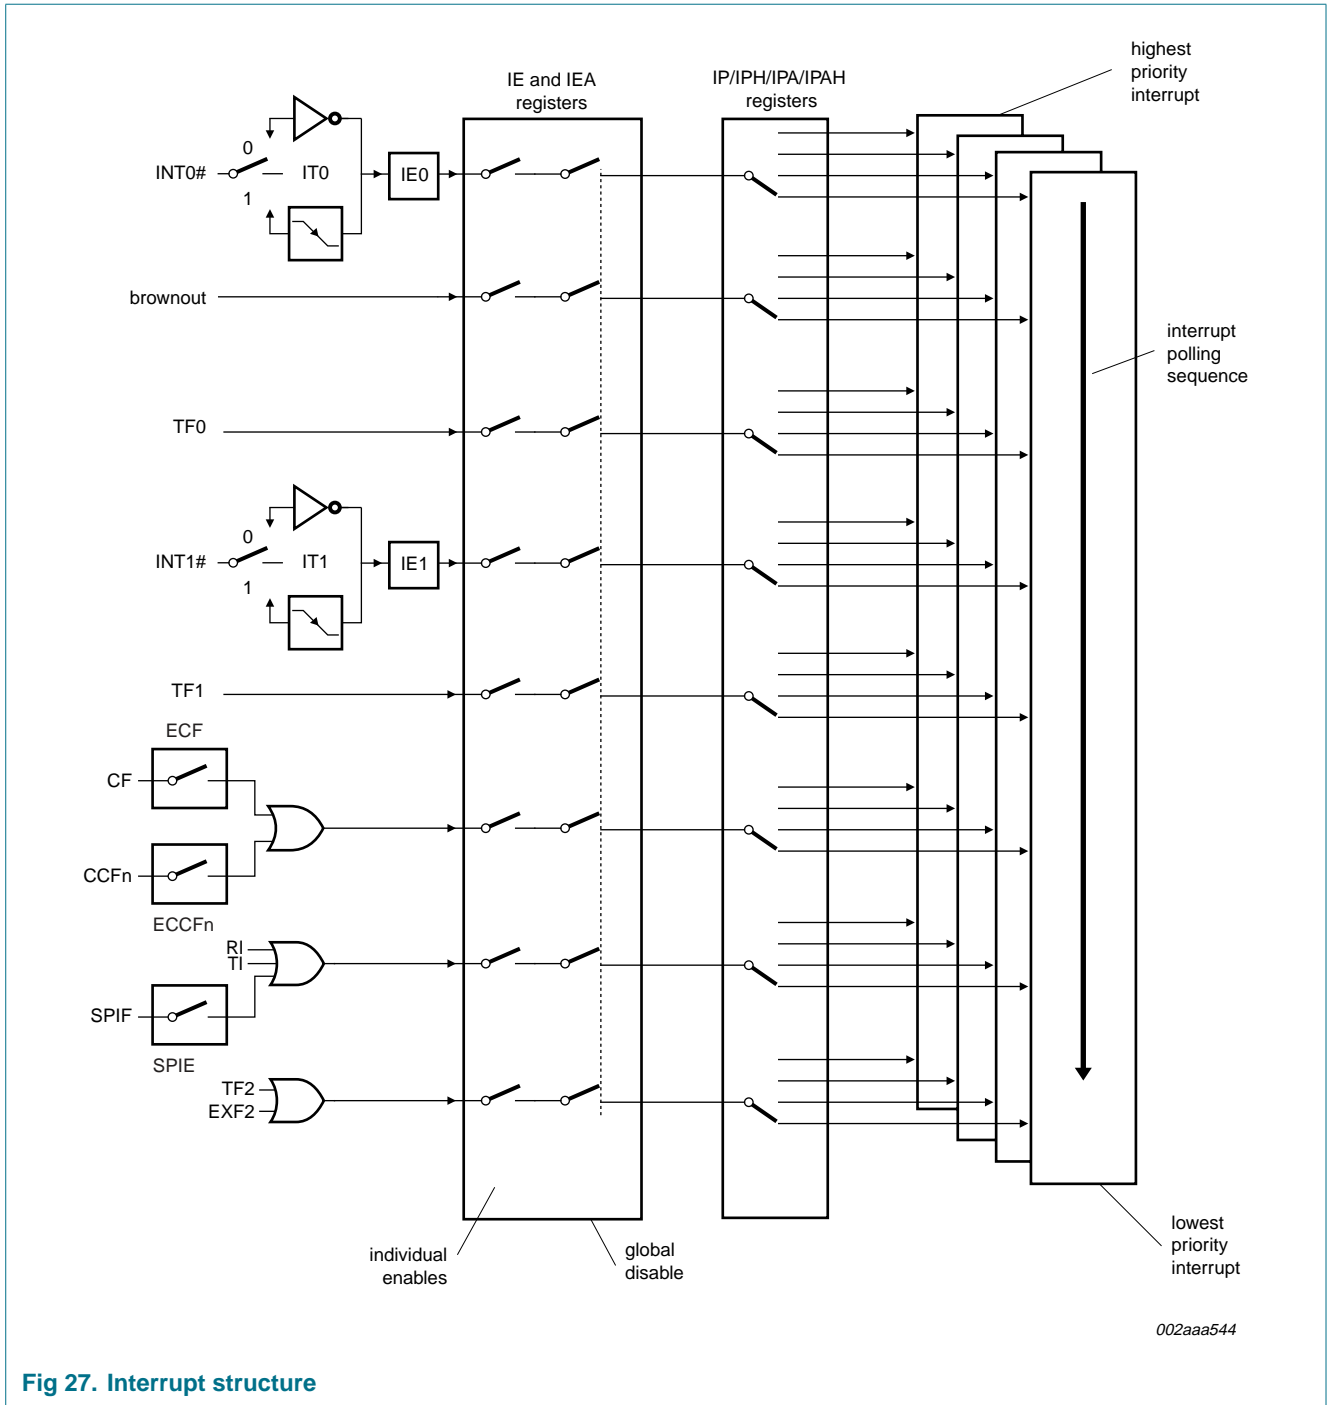 highest
priority
interrupt
IE and IEA
registers
IP/IPH/IPA/IPAH
registers
0
INT0#
IT0
IE0
1
brownout
interrupt
polling
sequence
TF0
0
INT1#
IT1
IE1
1
TF1
ECF
CF
CCFn
ECCFn
RI
TI
SPIF
SPIE
TF2
EXF2
individual
enables
global
disable
lowest
priority
interrupt
002aaa544
Fig 27. Interrupt structure